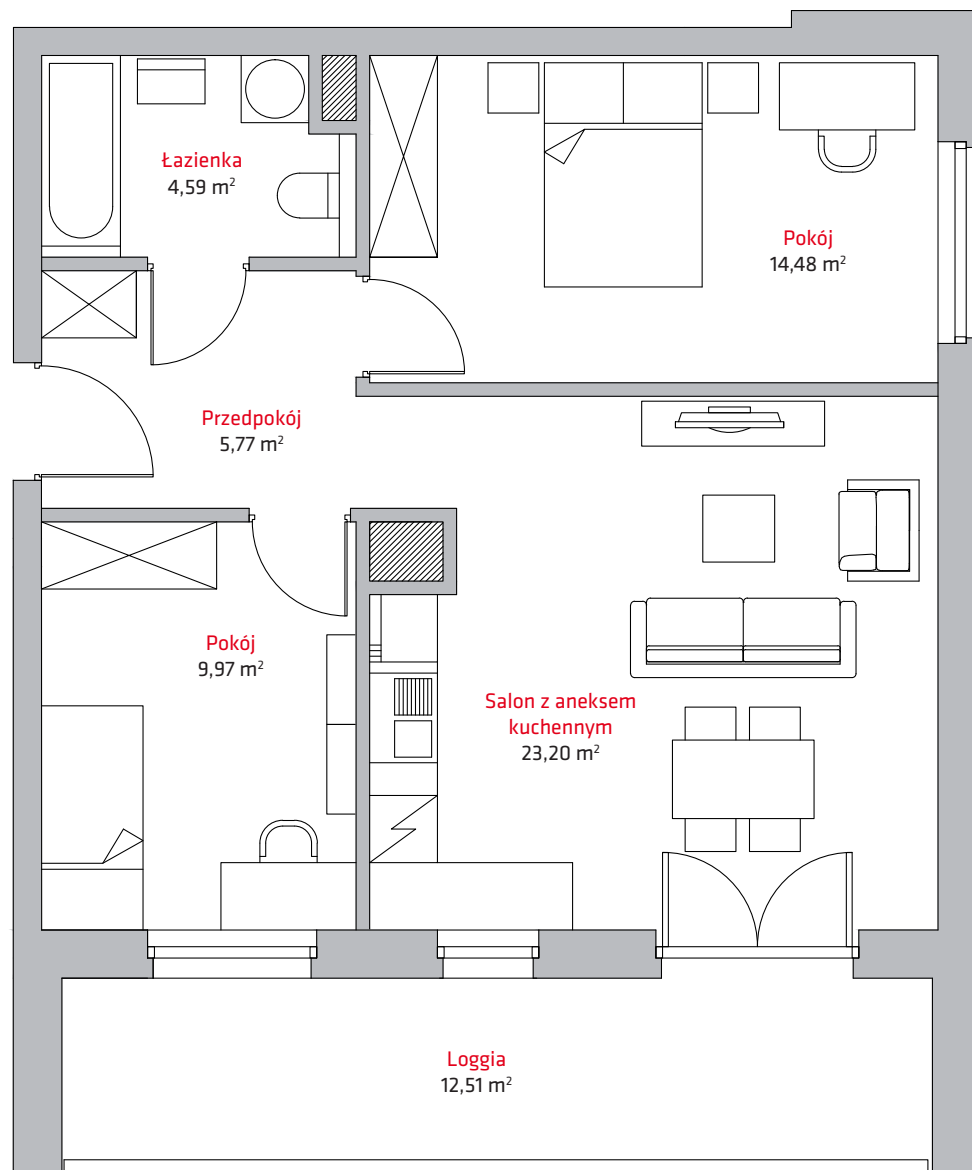 Łazienka
4,59 m²
Pokój
14,48 m²
Przedpokój
5,77 m²
Pokój
9,97 m²
Salon z aneksem
kuchennym
23,20 m²
Loggia
12,51 m²